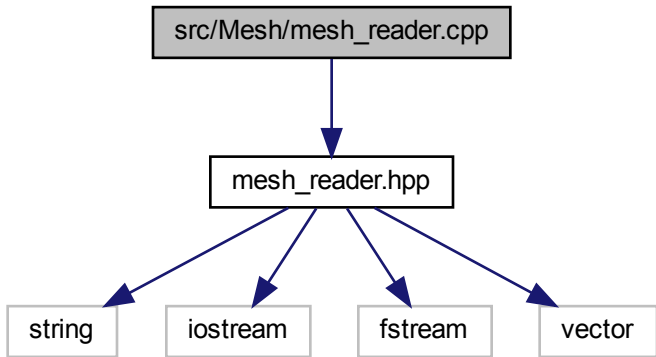 src/Mesh/mesh_reader.cpp
mesh_reader.hpp
string
iostream
fstream
vector